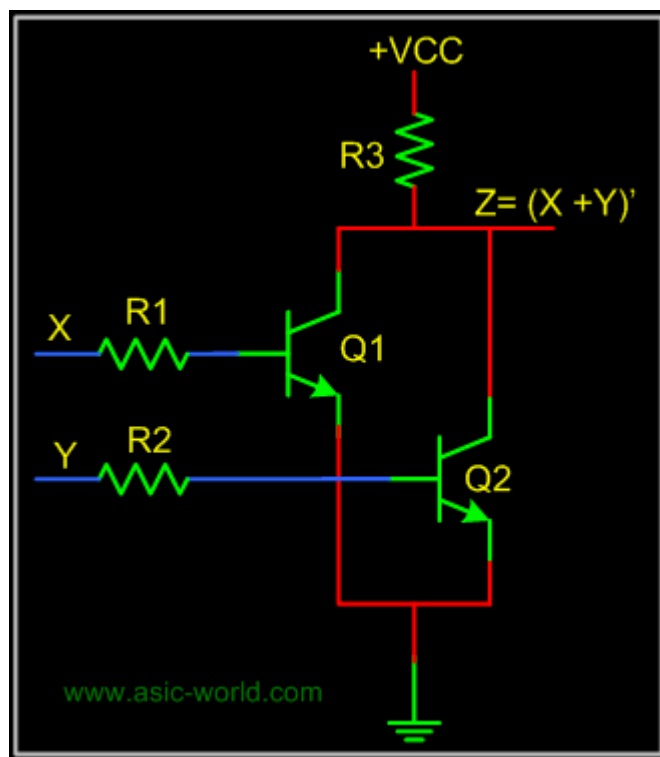 +VCC
R3
Z= (X +Y)'
X
R1
Q1
Y
R2
Q2
www.asic-world.com